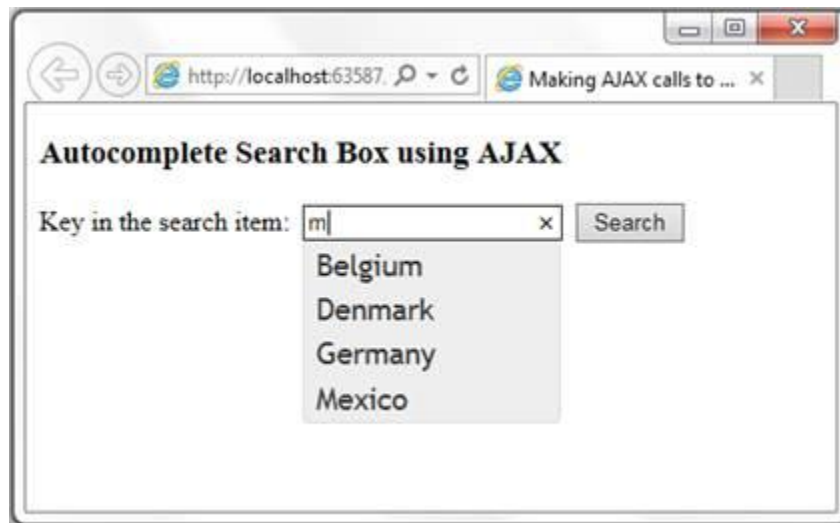 http://localhost:63587.
Making AJAX calls to ...
Autocomplete Search Box using AJAX
Key in the search item: m Search
Belgium
Denmark
Germany
Mexico